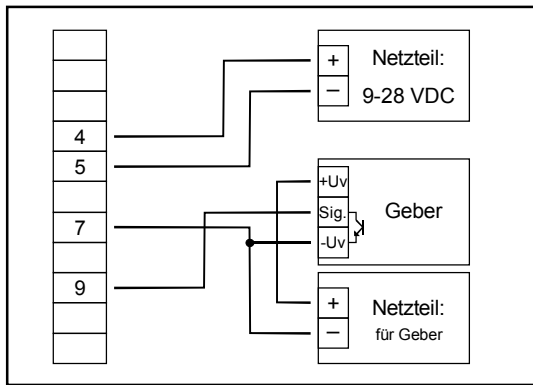 4
5
7
9
+
−
Netzteil:
9-28 VDC
+Uv
Sig.
-Uv
Geber
+
−
Netzteil:
für Geber